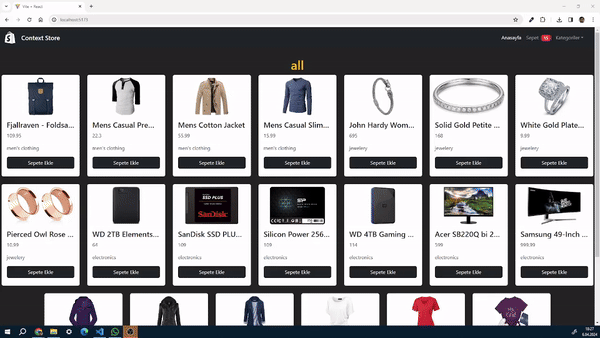 Vite + React
localhost:5173
Context Store
Anasayfa
Sepet
Kategoriler
all
Fjallraven - Foldsa...
109.95
men's clothing
Sepete Ekle
Mens Casual Pre...
22.3
men's clothing
Sepete Ekle
Mens Cotton Jacket
55.99
men's clothing
Sepete Ekle
Mens Casual Slim...
15.99
men's clothing
Sepete Ekle
John Hardy Wom...
695
jewelery
Sepete Ekle
Solid Gold Petite ...
168
jewelery
Sepete Ekle
White Gold Plate...
9.99
jewelery
Sepete Ekle
Pierced Owl Rose ...
10.99
jewelery
Sepete Ekle
WD 2TB Elements...
64
electronics
Sepete Ekle
SSD PLUS
SanDisk
SanDisk SSD PLU...
109
electronics
Sepete Ekle
Silicon Power 256...
109
electronics
Sepete Ekle
WD 4TB Gaming ...
114
electronics
Sepete Ekle
Acer SB220Q bi 2...
599
electronics
Sepete Ekle
Samsung 49-Inch ...
999.99
electronics
Sepete Ekle
16:27
8.04.2024